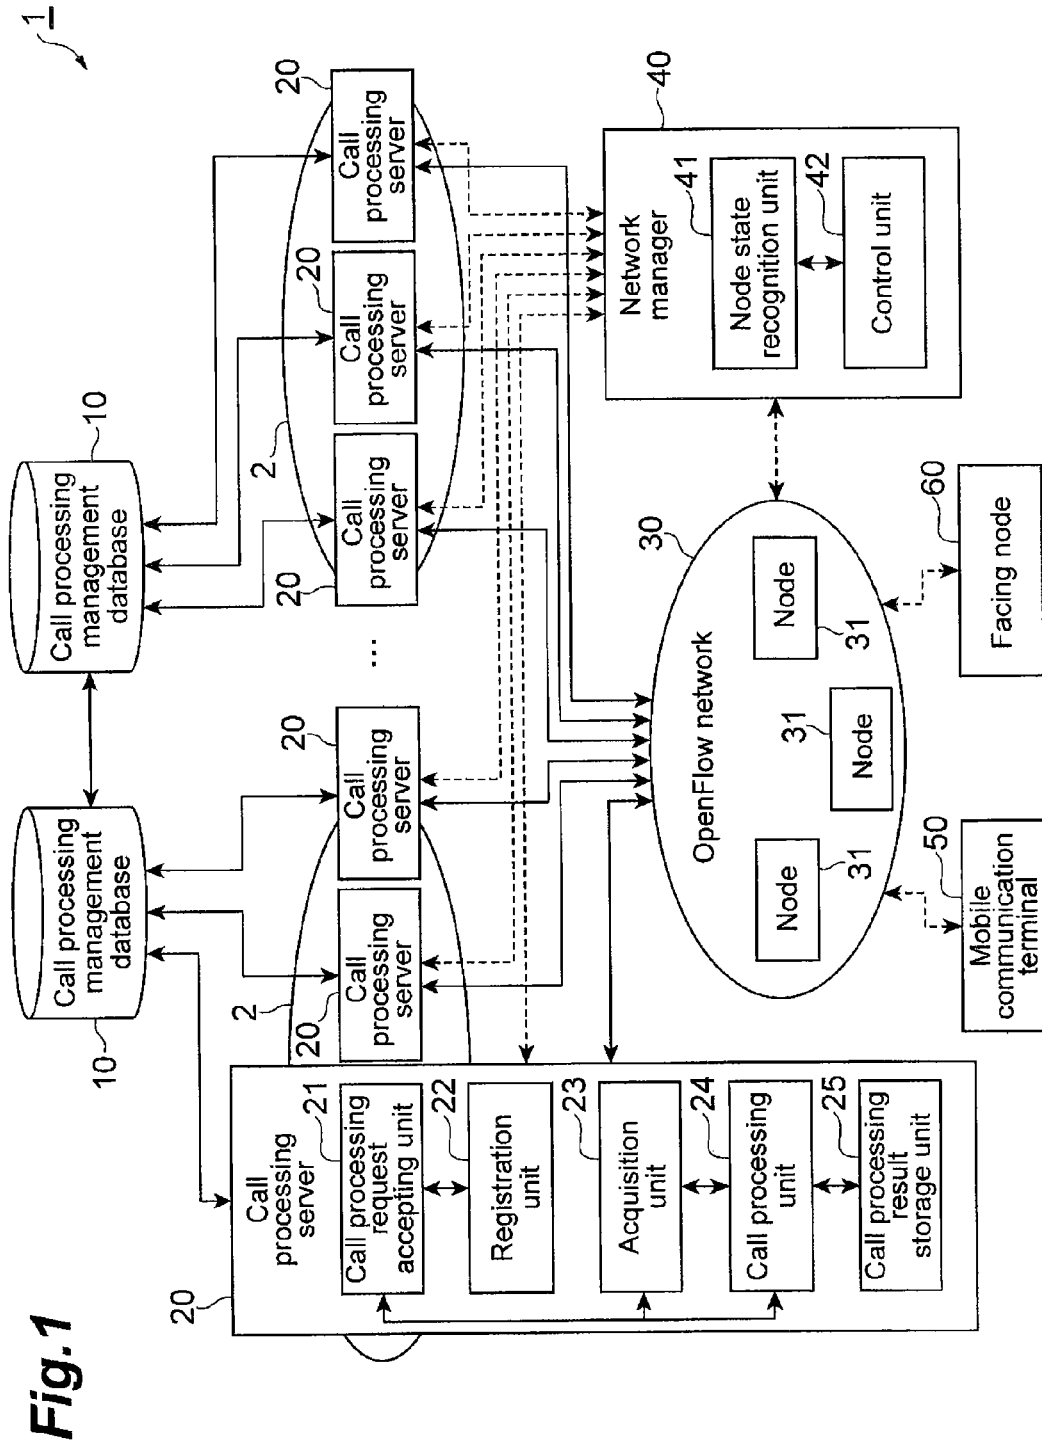 Fig.1
1
Call processing
management
database
10
Call processing
management
database
10
2
2
20
Call
processing
server
21
Call processing
request
accepting unit
22
Registration
unit
23
Acquisition
unit
24
Call processing
unit
25
Call processing
result
storage unit
20
Call
processing
server
20
Call
processing
server
...
20
Call
processing
server
20
Call
processing
server
20
Call
processing
server
30
OpenFlow network
Node
31
Node
31
Node
31
40
Network
manager
41
Node state
recognition unit
42
Control unit
50
Mobile
communication
terminal
60
Facing node